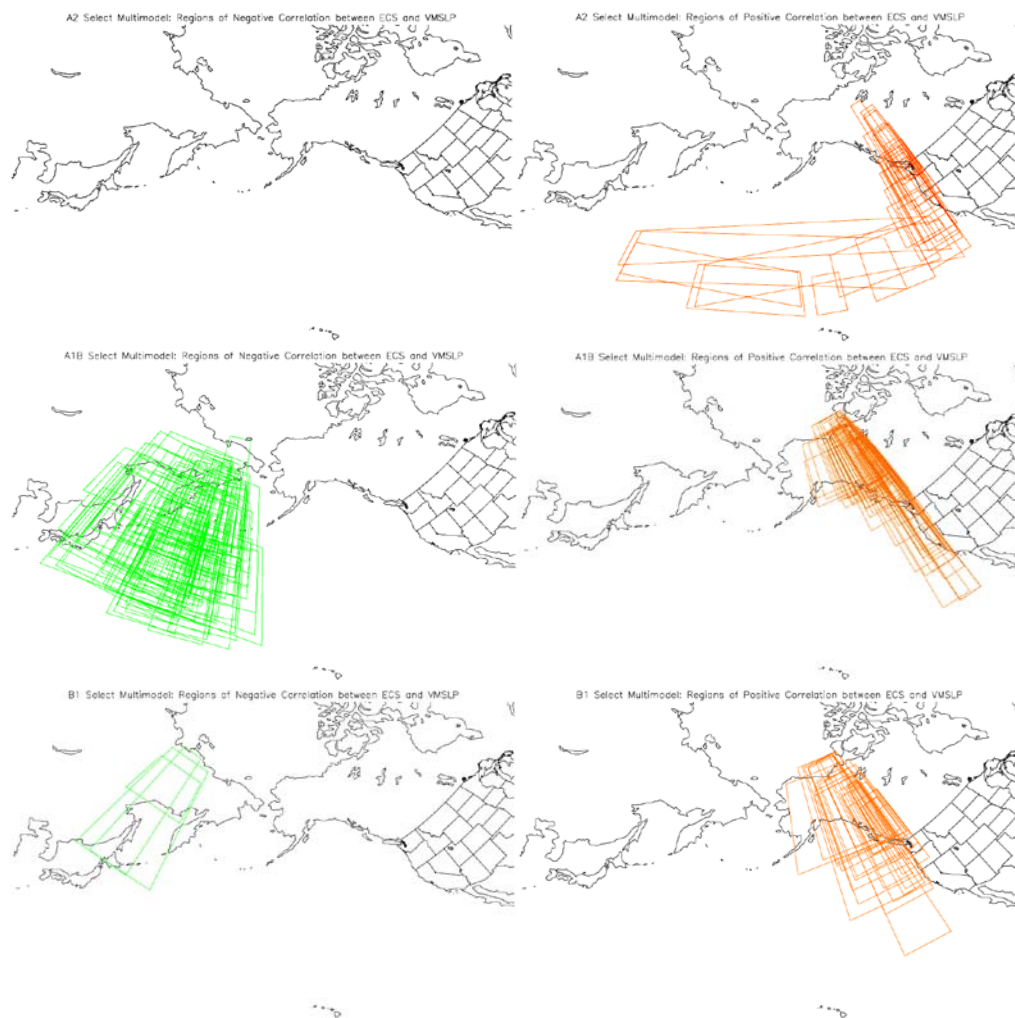 A2 Select Multimodel: Regions of Negative Correlation between ECS and VMSLP
A2 Select Multimodel: Regions of Positive Correlation between ECS and VMSLP
A1B Select Multimodel: Regions of Negative Correlation between ECS and VMSLP
A1B Select Multimodel: Regions of Positive Correlation between ECS and VMSLP
B1 Select Multimodel: Regions of Negative Correlation between ECS and VMSLP
B1 Select Multimodel: Regions of Positive Correlation between ECS and VMSLP